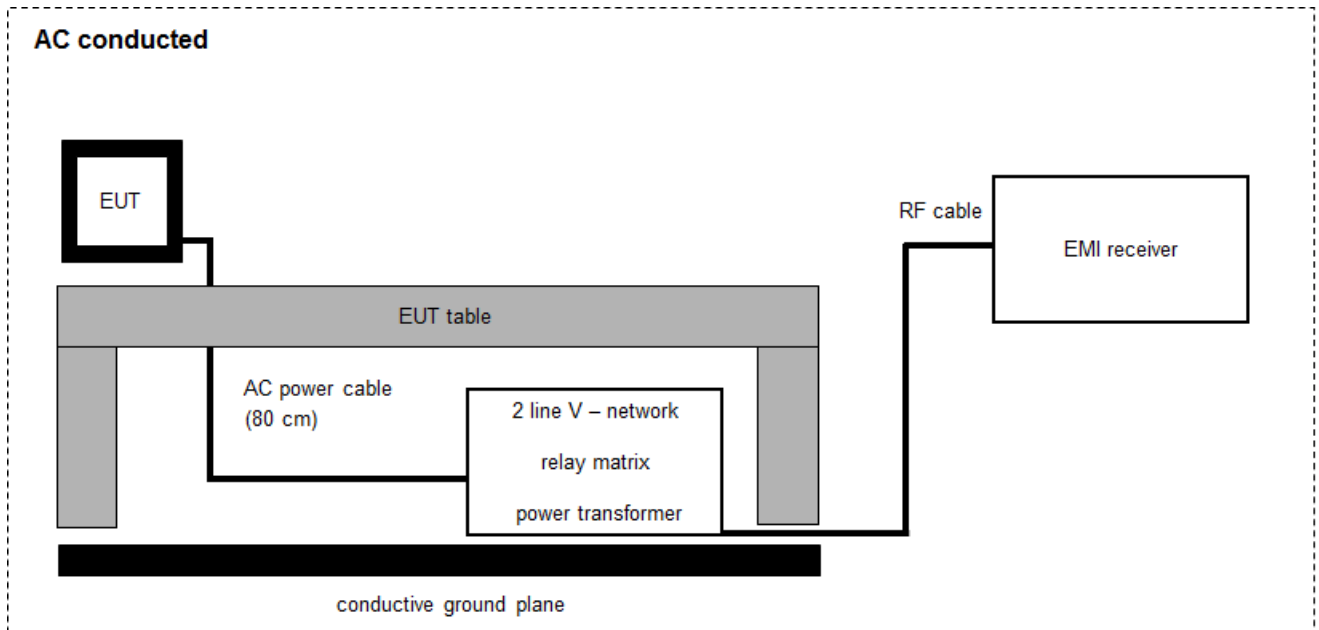 AC conducted
EUT
RF cable
EMI receiver
EUT table
AC power cable
(80 cm)
2 line V – network
relay matrix
power transformer
conductive ground plane